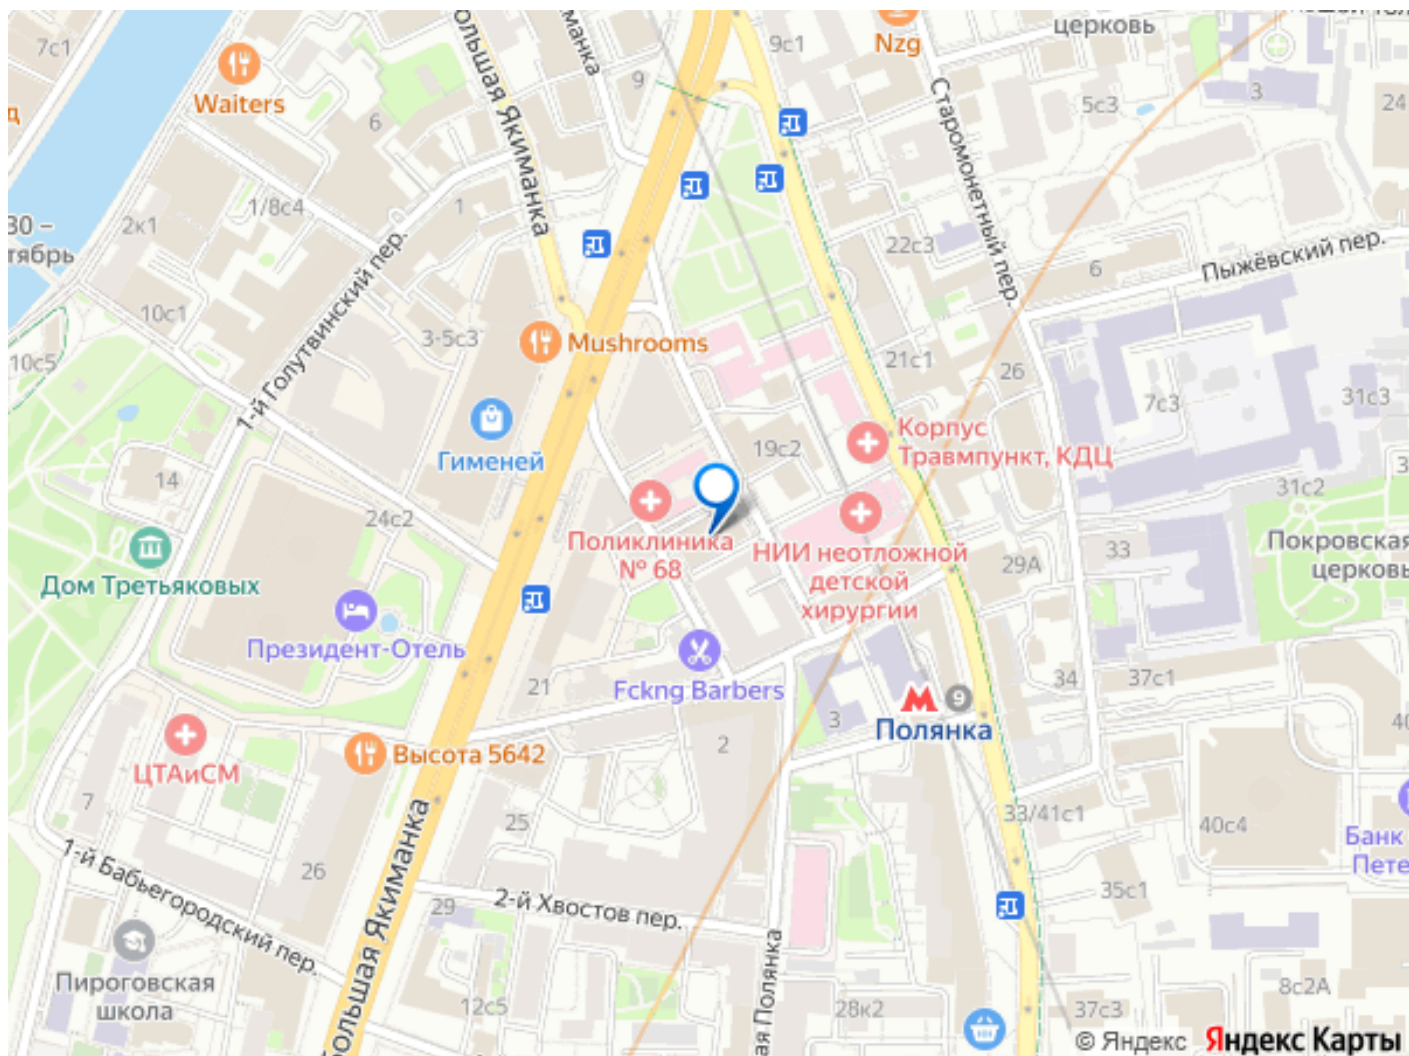 7с1
Waiters
6
9
9с1
Nzg
церковь
5с3
3
24
Большая Якиманка
Старомонетный пер.
1/8с4
1
2к1
30 –
тябрь
1-й Голутвинский пер.
10с1
10с5
3-5с3
Mushrooms
22с3
6
Пыжёвский пер.
21с1
26
7с3
31с3
Гименей
19с2
Корпус
Травмпункт, КДЦ
14
24с2
31с2
Поликлиника
№ 68
НИИ неотложной
детской
хирургии
29А
33
Покровская
церковь
Дом Третьяковых
Президент-Отель
21
Fckng Barbers
3
9
Полянка
34
37с1
ЦТАиСМ
Высота 5642
2
7
25
33/41с1
40с4
Банк
Пете
26
1-й Бабьегородский пер.
29
2-й Хвостов пер.
35с1
Большая Якиманка
ая Полянка
Пироговская
школа
12с5
28к2
37с3
8с2А
© Яндекс Яндекс Карты